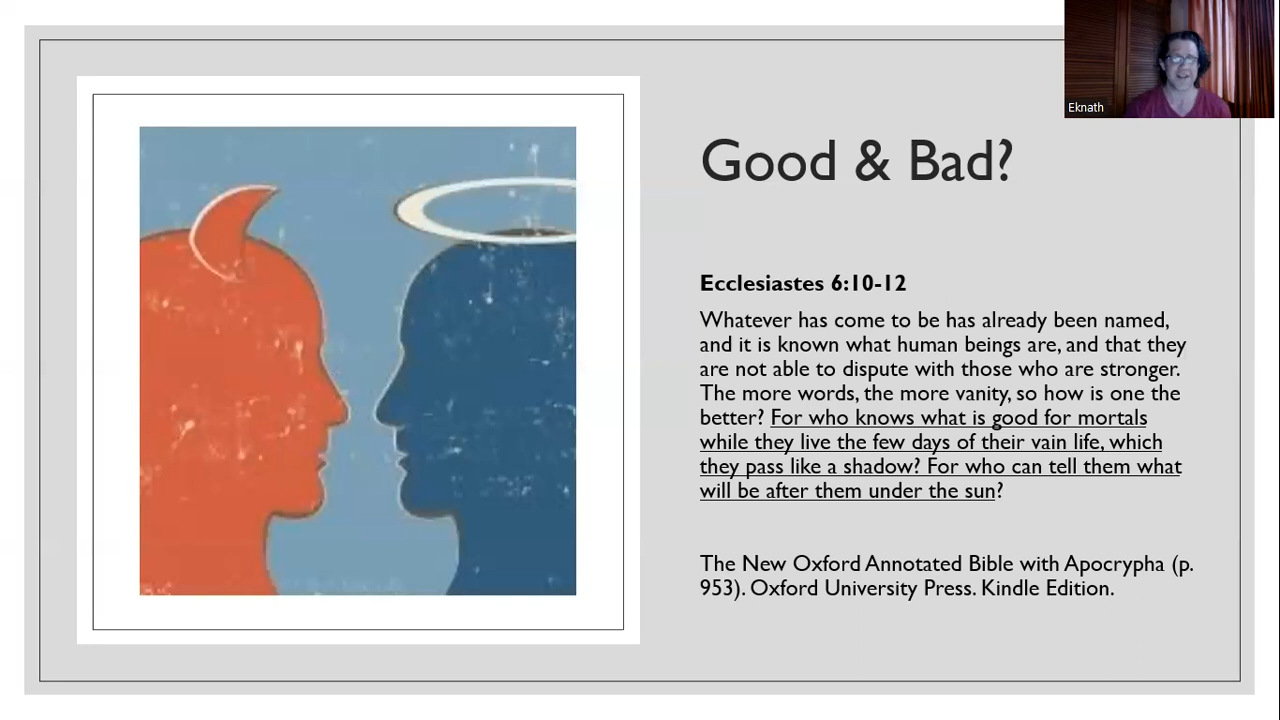 Eknath
Good & Bad?
Ecclesiastes 6:10-12
Whatever has come to be has already been named,
and it is known what human beings are, and that they
are not able to dispute with those who are stronger.
The more words, the more vanity, so how is one the
better? For who knows what is good for mortals
while they live the few days of their vain life, which
they pass like a shadow? For who can tell them what
will be after them under the sun?
The New Oxford Annotated Bible with Apocrypha (p.
953). Oxford University Press. Kindle Edition.